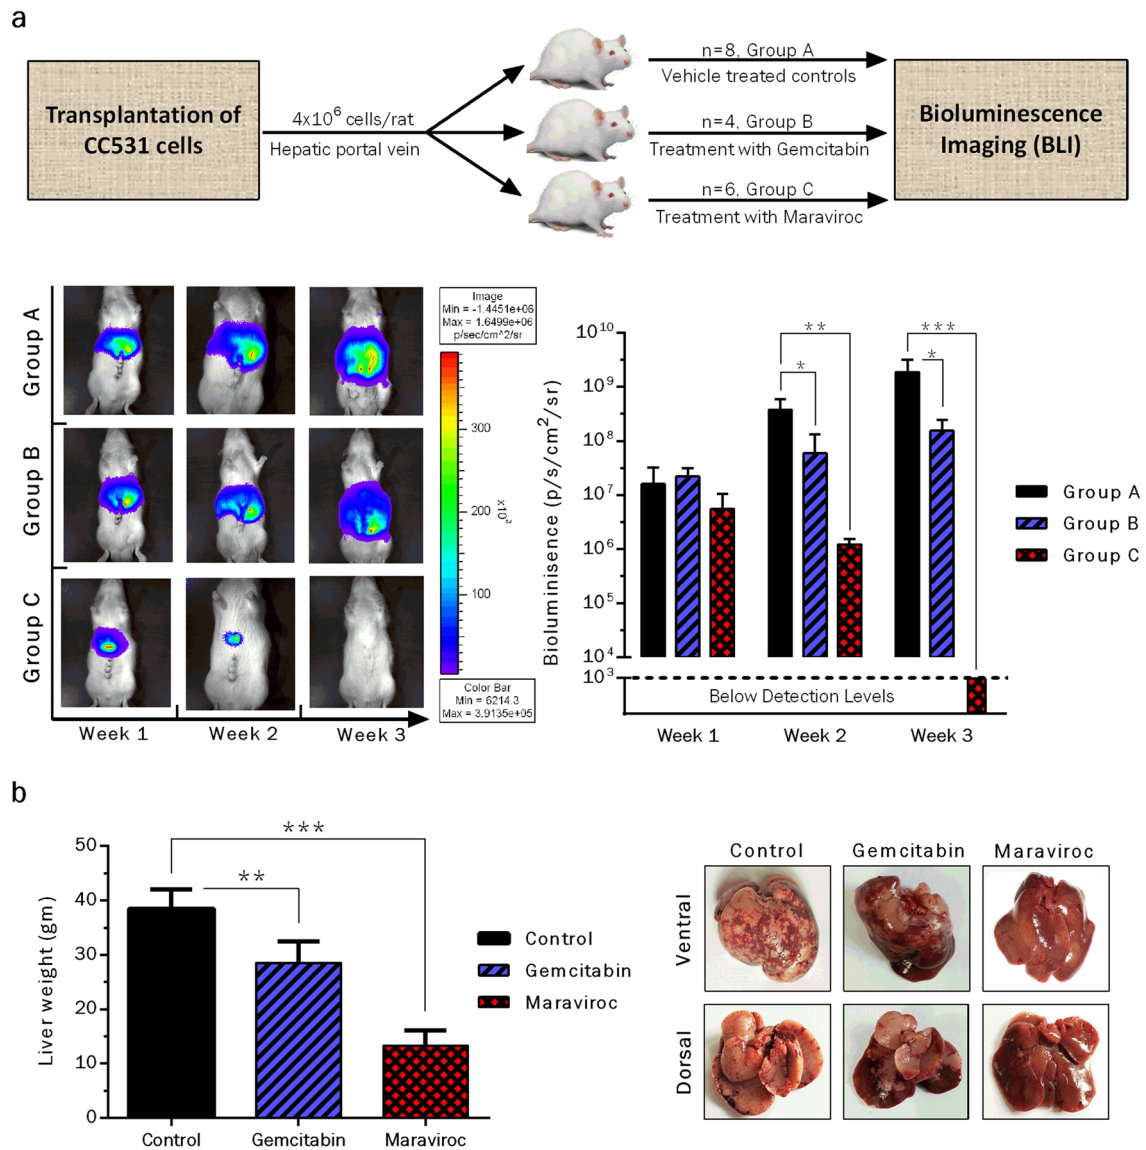 a
Transplantation of
CC531 cells
4x10⁶ cells/rat
Hepatic portal vein
n=8, Group A
Vehicle treated controls
n=4, Group B
Treatment with Gemcitabin
n=6, Group C
Treatment with Maraviroc
Bioluminescence
Imaging (BLI)
Group A
Group B
Group C
Week 1
Week 2
Week 3
Image
Min = -1.4451e+06
Max = 1.6499e+06
p/sec/cm^2/sr
300
200
100
x10³
Color Bar
Min = 6214.3
Max = 3.9135e+05
Bioluminisence (p/s/cm²/sr)
10¹⁰
10⁹
10⁸
10⁷
10⁶
10⁵
10⁴
10³
**
*
***
*
Below Detection Levels
Week 1
Week 2
Week 3
Group A
Group B
Group C
b
Liver weight (gm)
50
40
30
20
10
0
***
**
Control
Gemcitabin
Maraviroc
Control
Gemcitabin
Maraviroc
Control
Gemcitabin
Maraviroc
Ventral
Dorsal